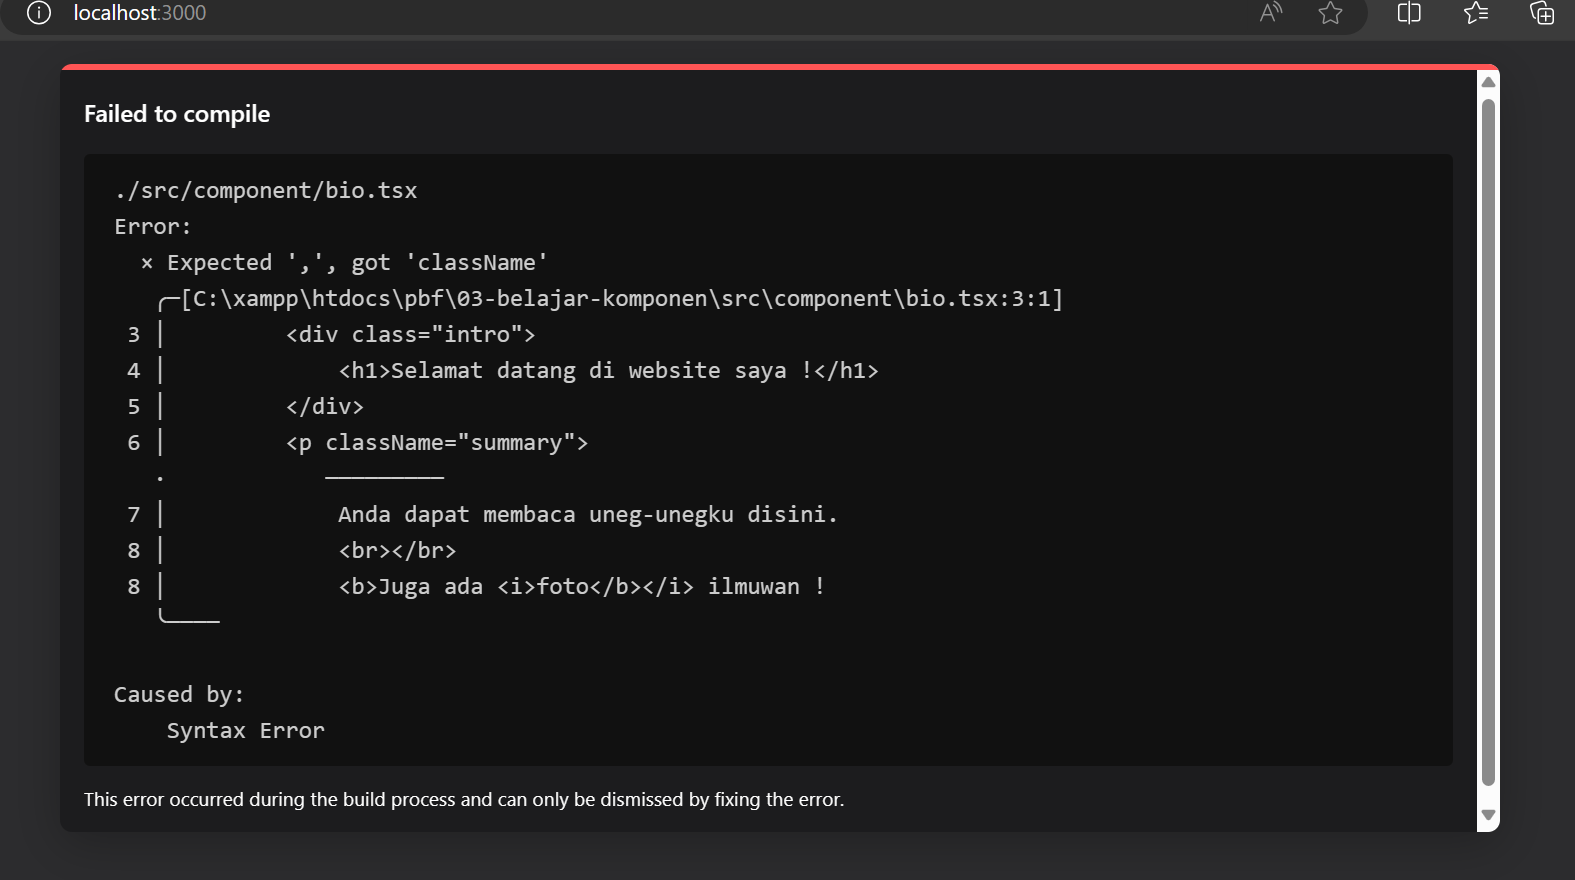 localhost:3000
Failed to compile
./src/component/bio.tsx
Error:
× Expected ',', got 'className'
╭─[C:\xampp\htdocs\pbf\03-belajar-komponen\src\component\bio.tsx:3:1]
3 │ <div class="intro">
4 │ <h1>Selamat datang di website saya !</h1>
5 │ </div>
6 │ <p className="summary">
· ─────────
7 │ Anda dapat membaca uneg-unegku disini.
8 │ <br></br>
8 │ <b>Juga ada <i>foto</b></i> ilmuwan !
╰────
Caused by:
Syntax Error
This error occurred during the build process and can only be dismissed by fixing the error.